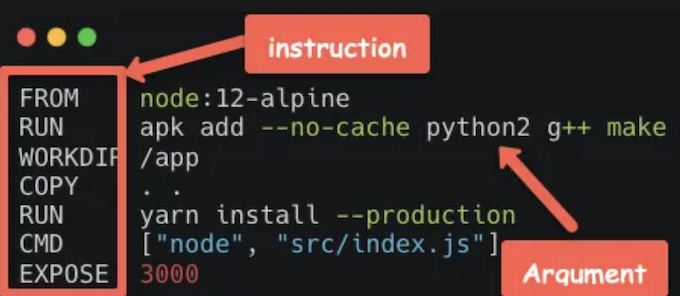 instruction
FROM node:12-alpine
RUN apk add --no-cache python2 g++ make
WORKDIR /app
COPY . .
RUN yarn install --production
CMD ["node", "src/index.js"]
EXPOSE 3000
Argument